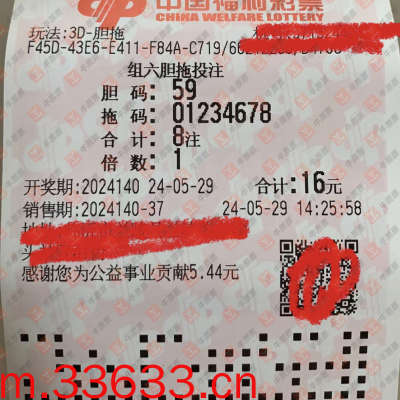 中国福利彩票
CHINA WELFARE LOTTERY
玩法:3D-胆拖
F45D-43E6-E411-F84A-C719/
组六胆拖投注
胆 码: 59
拖 码: 01234678
合 计: 8注
倍 数: 1
开奖期:2024140 24-05-29 合计:16元
销售期:2024140-37 24-05-29 14:25:58
感谢您为公益事业贡献5.44元
m.33633.cn